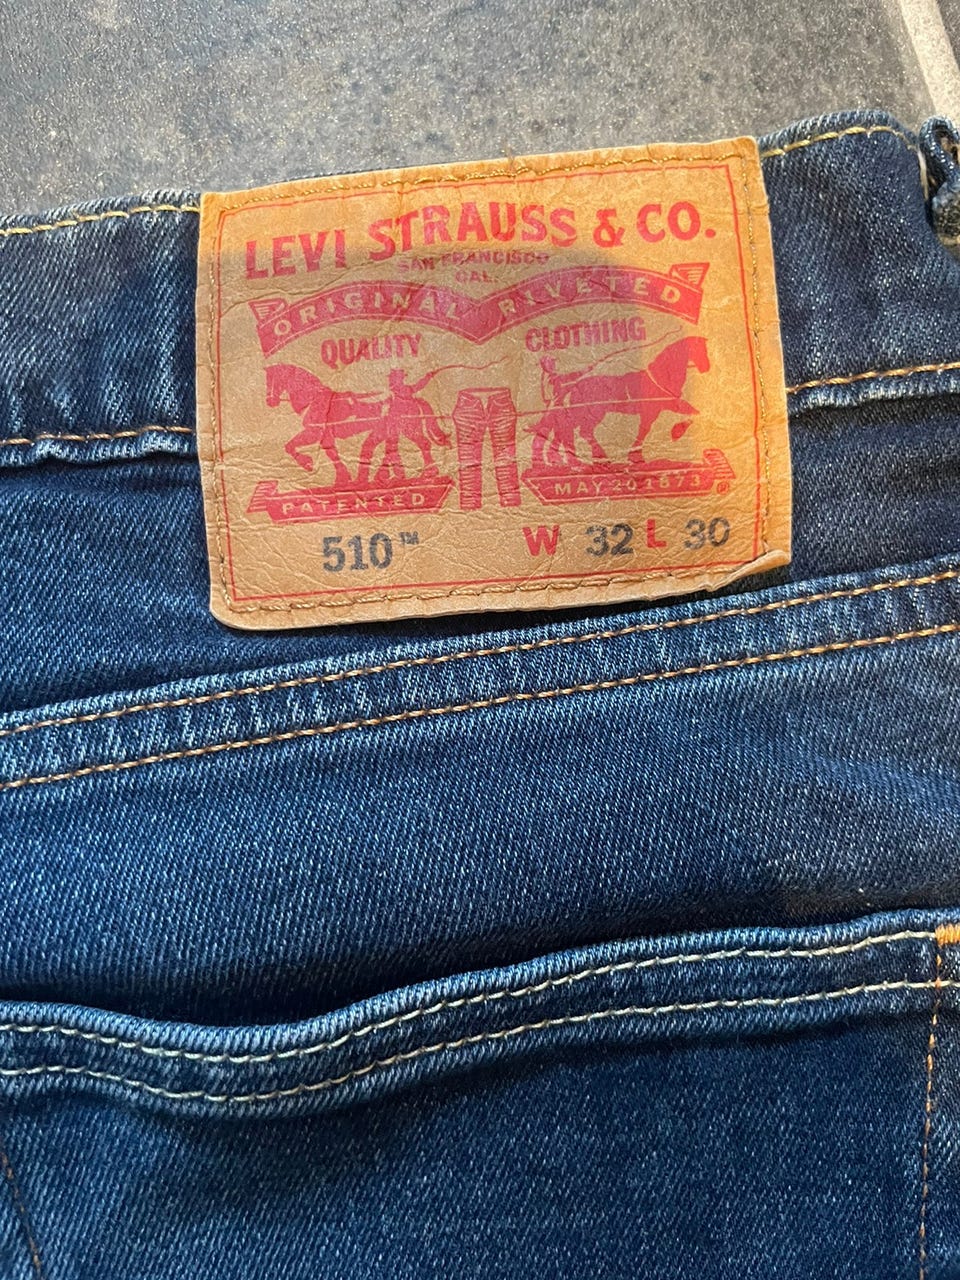 LEVI STRAUSS & CO.
SAN FRANCISCO
CAL.
ORIGINAL RIVETED
QUALITY CLOTHING
PATENTED MAY 20 1873 ®
510™ W 32 L 30